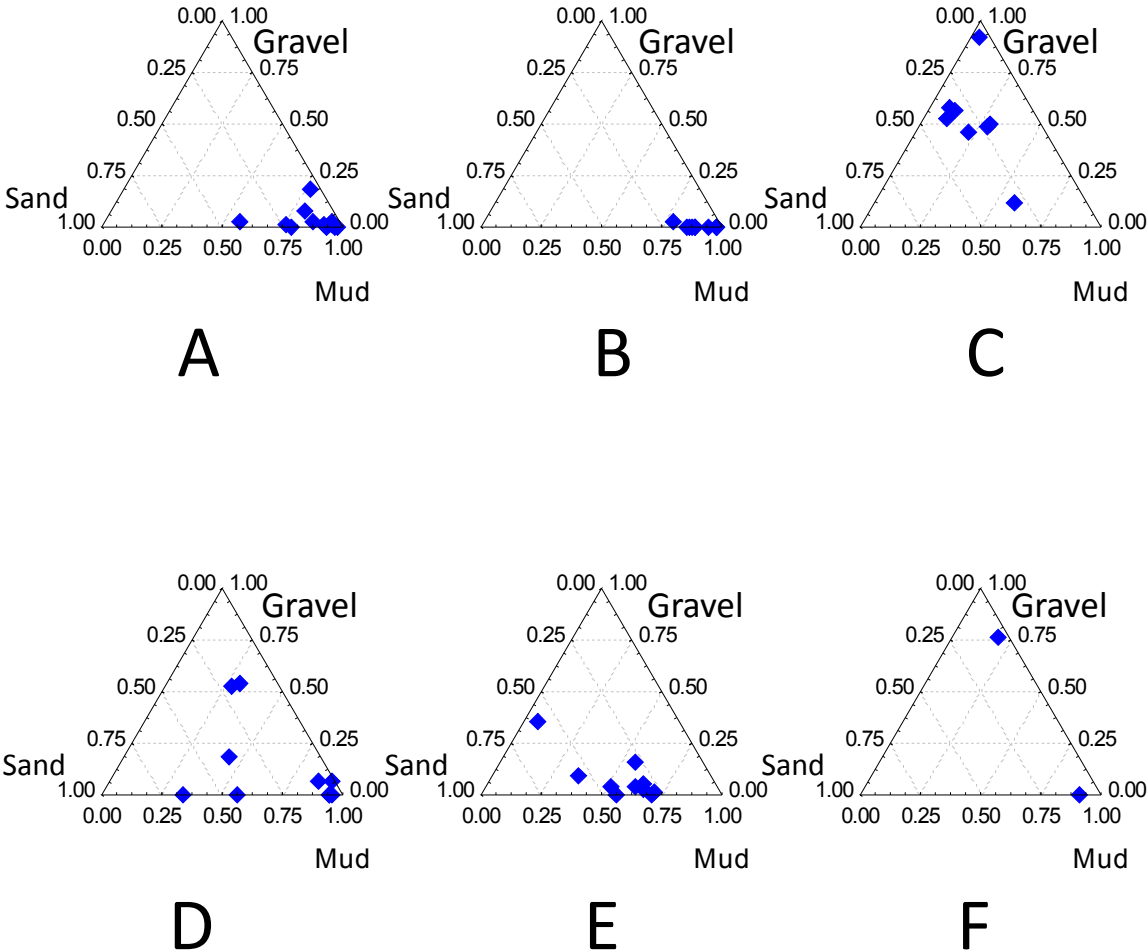 0.00 1.00 0.00 1.00 0.00 1.00
Gravel Gravel Gravel
0.25 0.75 0.25 0.75 0.25 0.75
0.50 0.50 0.50 0.50 0.50 0.50
0.75 0.25 0.75 0.25 0.75 0.25
Sand Sand Sand
1.00 0.00 1.00 0.00 1.00 0.00
0.00 0.25 0.50 0.75 1.00 0.00 0.25 0.50 0.75 1.00 0.00 0.25 0.50 0.75 1.00
Mud Mud Mud
A B C
0.00 1.00 0.00 1.00 0.00 1.00
Gravel Gravel Gravel
0.25 0.75 0.25 0.75 0.25 0.75
0.50 0.50 0.50 0.50 0.50 0.50
0.75 0.25 0.75 0.25 0.75 0.25
Sand Sand Sand
1.00 0.00 1.00 0.00 1.00 0.00
0.00 0.25 0.50 0.75 1.00 0.00 0.25 0.50 0.75 1.00 0.00 0.25 0.50 0.75 1.00
Mud Mud Mud
D E F